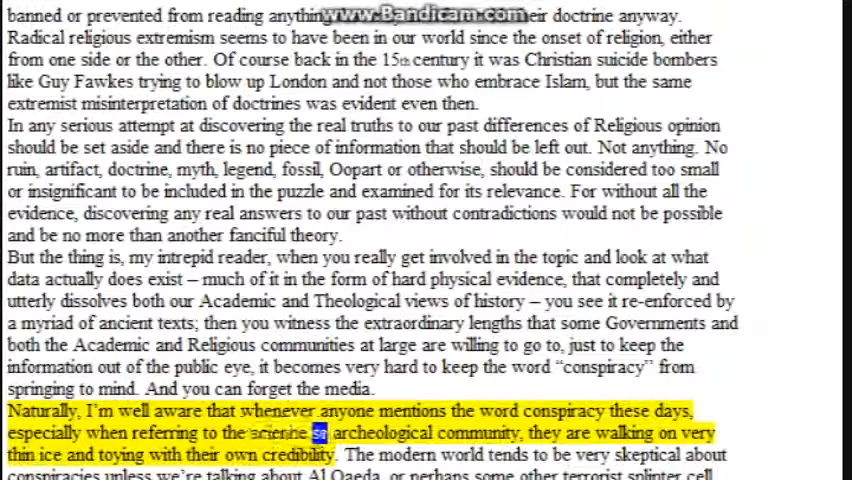 www.Bandicam.com
banned or prevented from reading anything their doctrine anyway.
Radical religious extremism seems to have been in our world since the onset of religion, either
from one side or the other. Of course back in the 15th century it was Christian suicide bombers
like Guy Fawkes trying to blow up London and not those who embrace Islam, but the same
extremist misinterpretation of doctrines was evident even then.
In any serious attempt at discovering the real truths to our past differences of Religious opinion
should be set aside and there is no piece of information that should be left out. Not anything. No
ruin, artifact, doctrine, myth, legend, fossil, Oopart or otherwise, should be considered too small
or insignificant to be included in the puzzle and examined for its relevance. For without all the
evidence, discovering any real answers to our past without contradictions would not be possible
and be no more than another fanciful theory.
But the thing is, my intrepid reader, when you really get involved in the topic and look at what
data actually does exist – much of it in the form of hard physical evidence, that completely and
utterly dissolves both our Academic and Theological views of history – you see it re-enforced by
a myriad of ancient texts; then you witness the extraordinary lengths that some Governments and
both the Academic and Religious communities at large are willing to go to, just to keep the
information out of the public eye, it becomes very hard to keep the word “conspiracy” from
springing to mind. And you can forget the media.
Naturally, I’m well aware that whenever anyone mentions the word conspiracy these days,
especially when referring to the science so archeological community, they are walking on very
thin ice and toying with their own credibility. The modern world tends to be very skeptical about
conspiracies unless we’re talking about Al Qaeda, or perhaps some other terrorist splinter cell